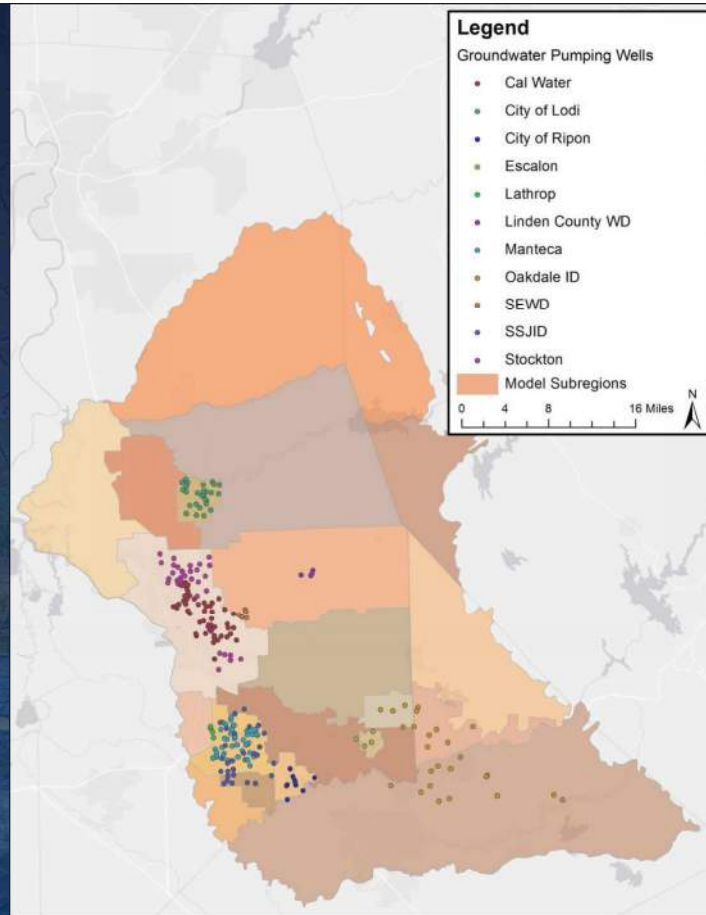 Legend
Groundwater Pumping Wells
Cal Water
City of Lodi
City of Ripon
Escalon
Lathrop
Linden County WD
Manteca
Oakdale ID
SEWD
SSJID
Stockton
Model Subregions
N
0 4 8 16 Miles